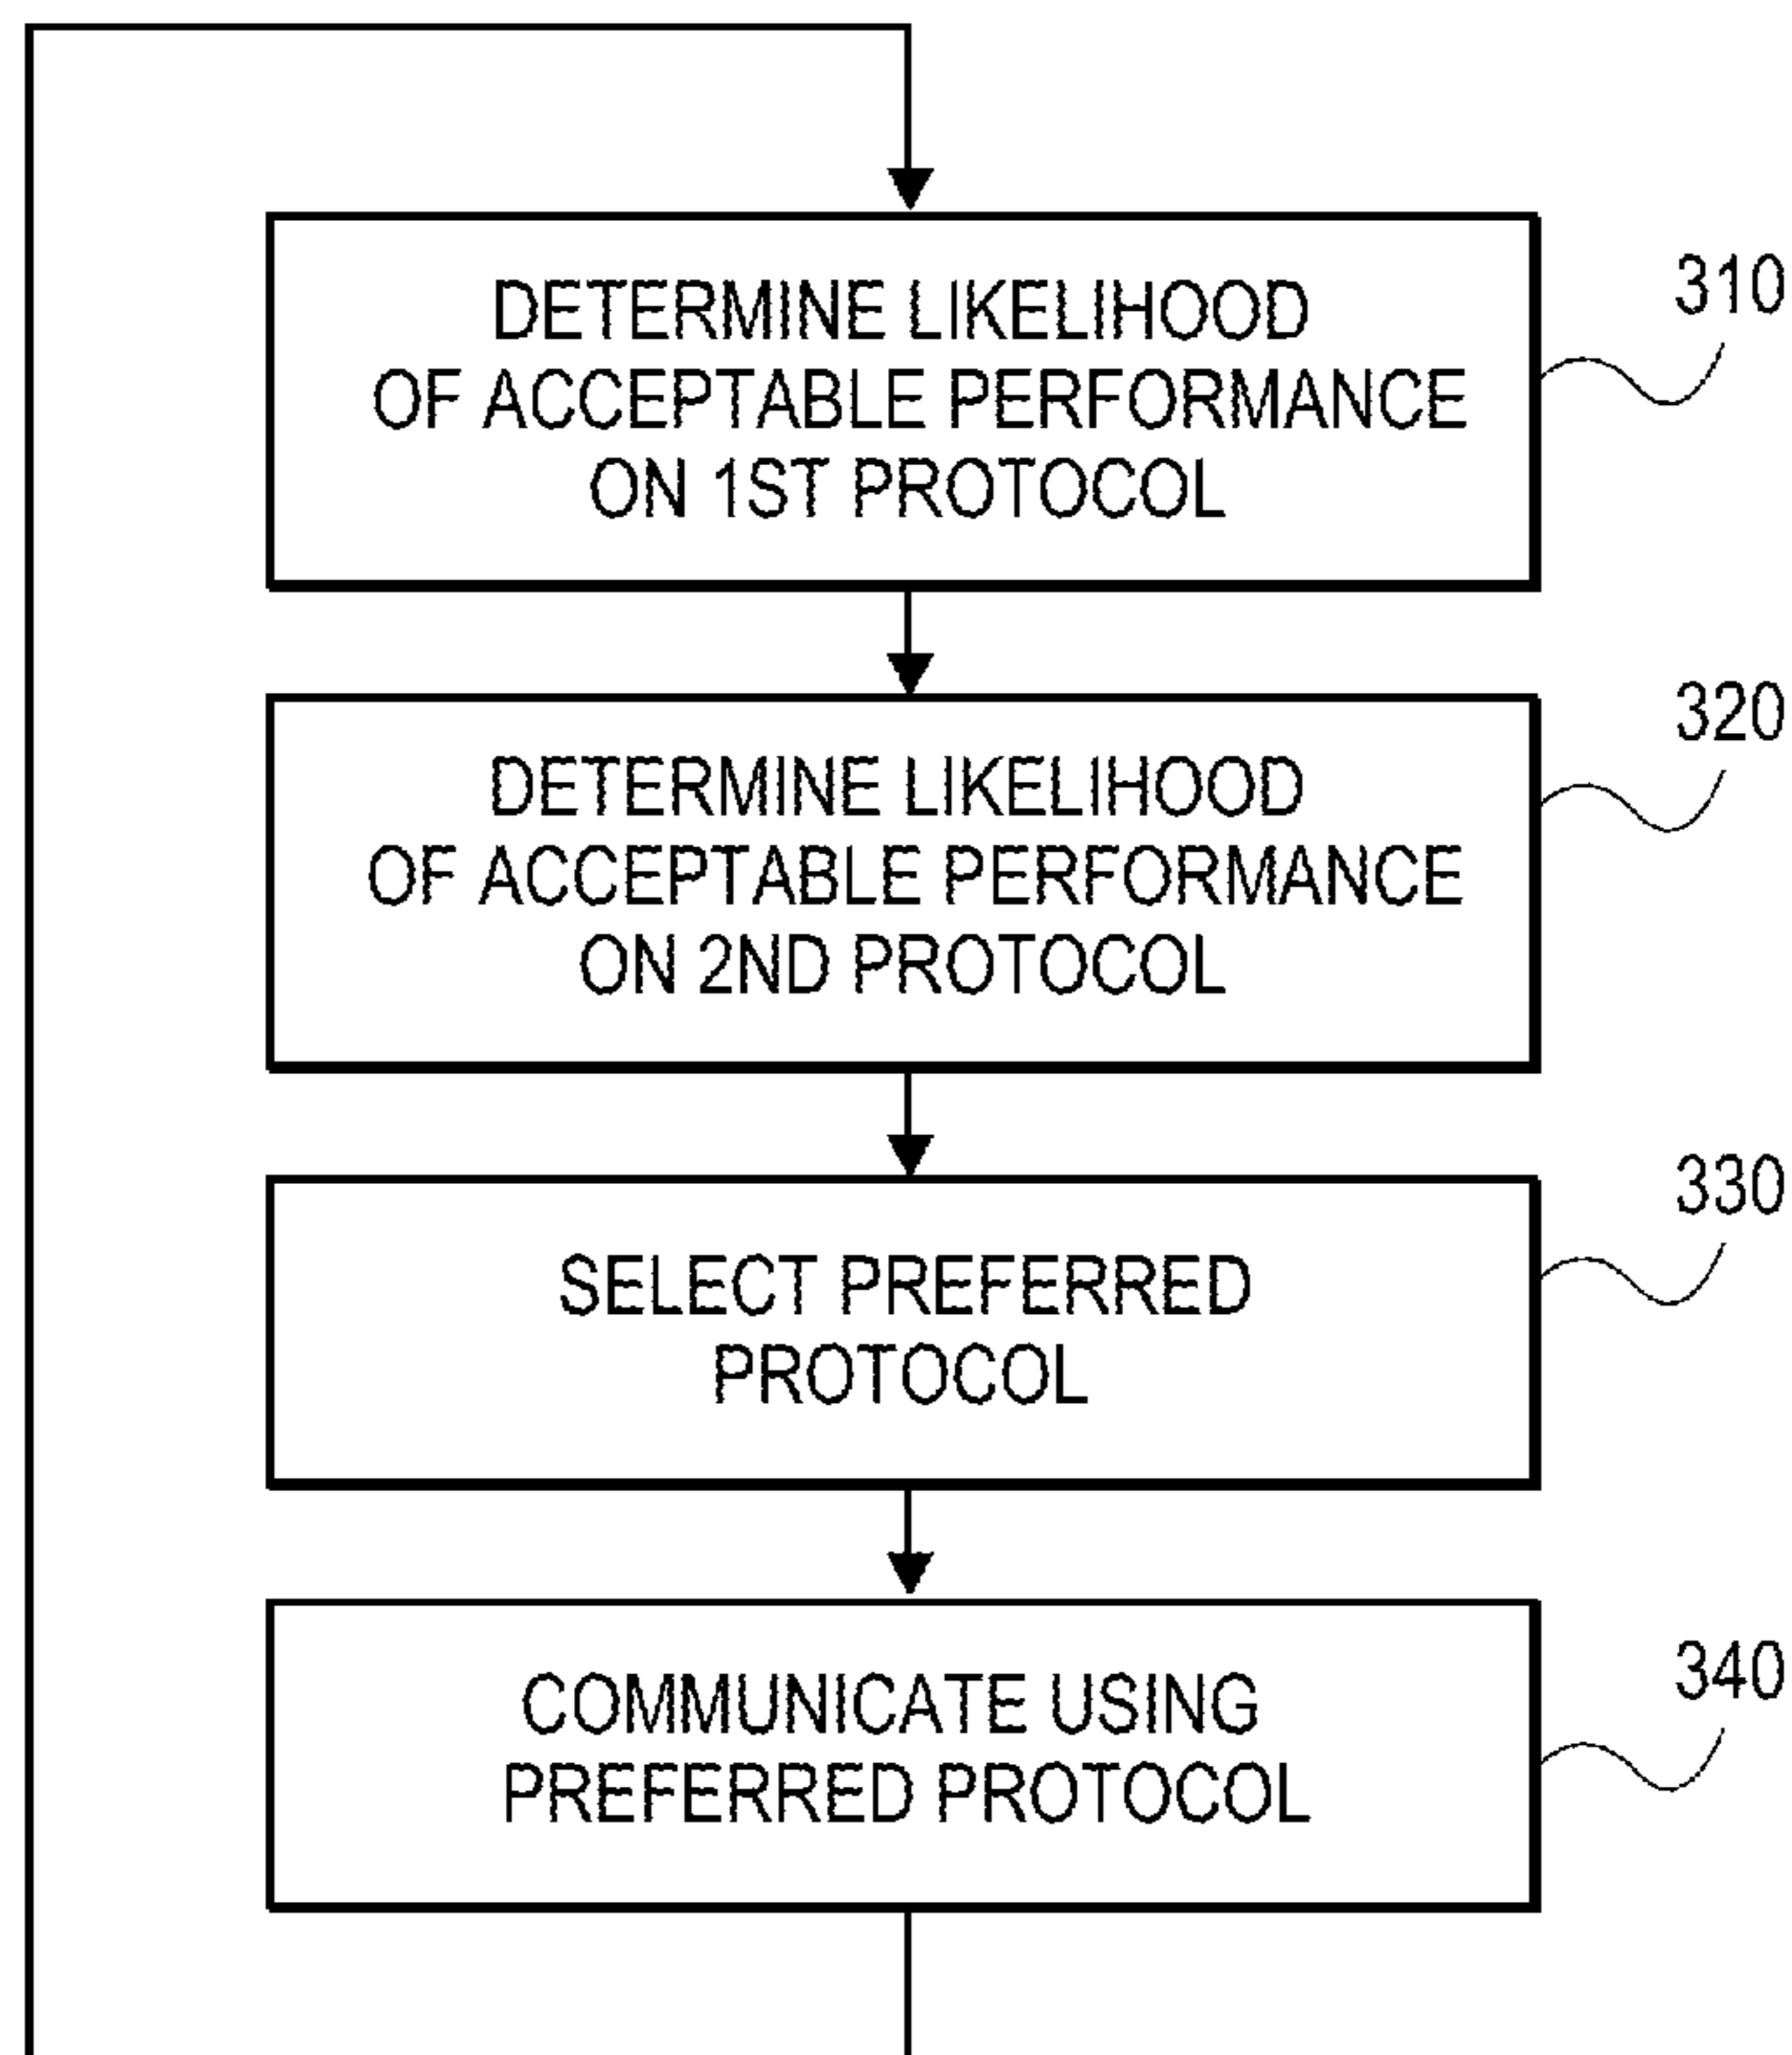 DETERMINE LIKELIHOOD
OF ACCEPTABLE PERFORMANCE
ON 1ST PROTOCOL
310
DETERMINE LIKELIHOOD
OF ACCEPTABLE PERFORMANCE
ON 2ND PROTOCOL
320
SELECT PREFERRED
PROTOCOL
330
COMMUNICATE USING
PREFERRED PROTOCOL
340